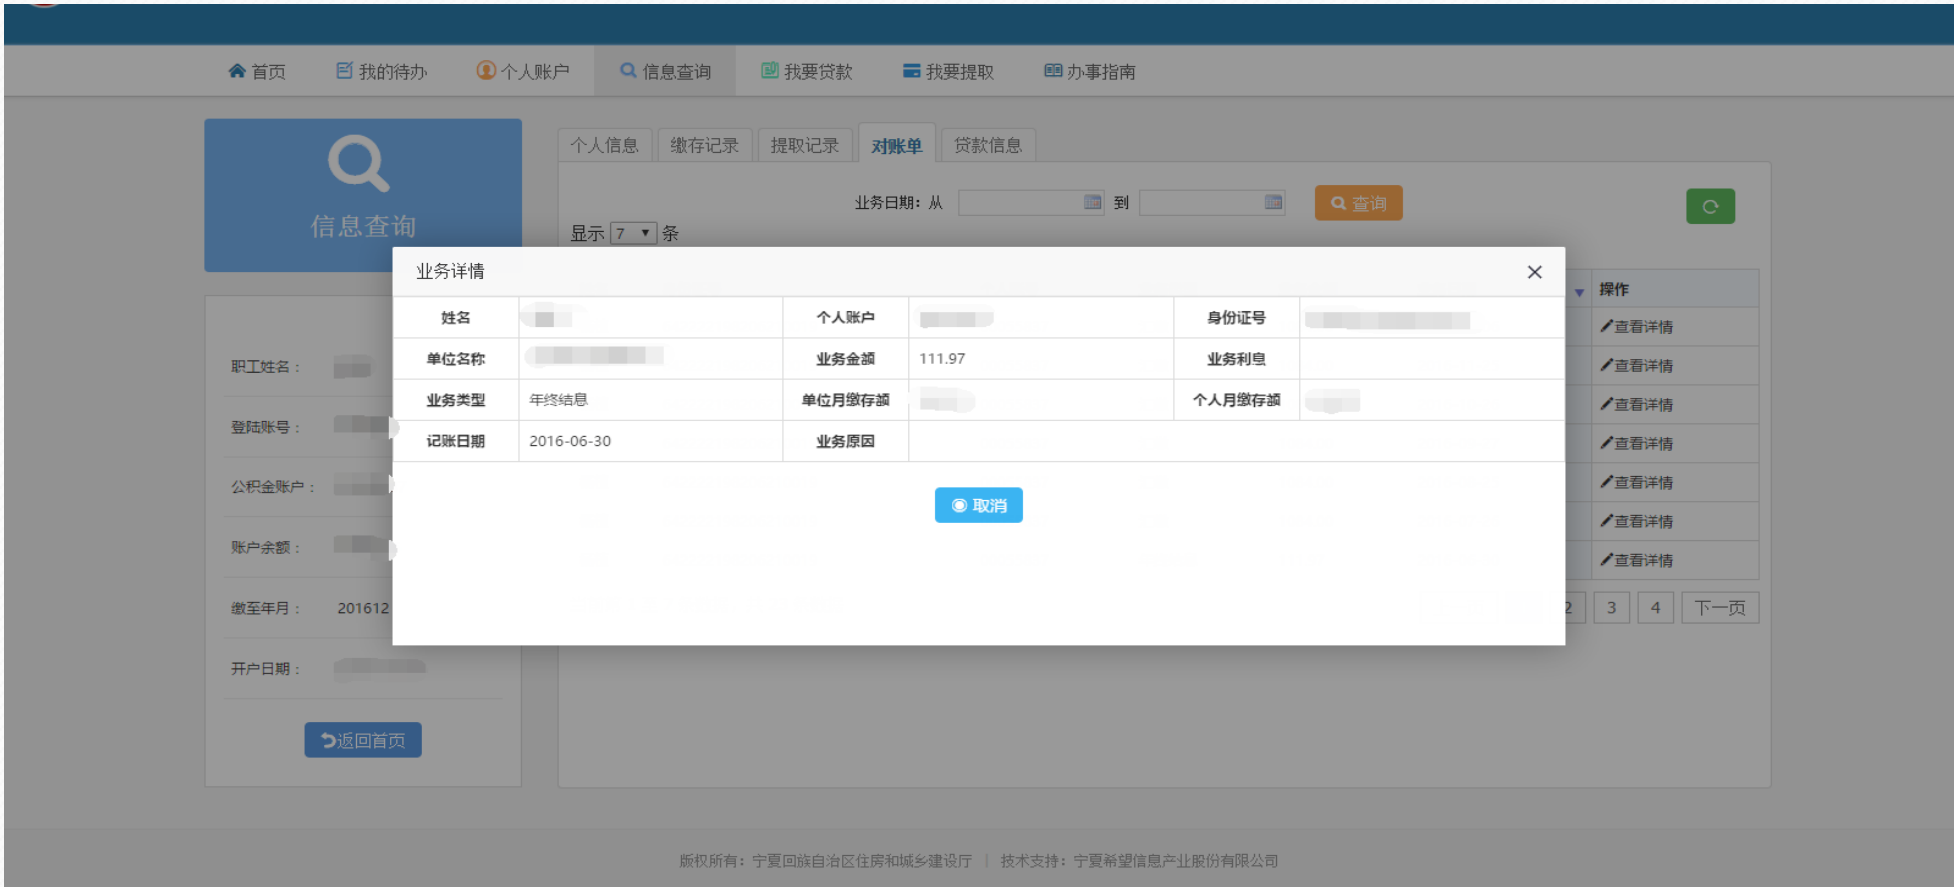 首页 我的待办 个人账户 信息查询 我要贷款 我要提取 办事指南
信息查询
个人信息 缴存记录 提取记录 对账单 贷款信息
业务日期：从 到 查询
显示 7 条
操作
查看详情
查看详情
查看详情
查看详情
查看详情
查看详情
查看详情
2 3 4 下一页
业务详情
姓名 个人账户 身份证号
单位名称 业务金额 111.97 业务利息
业务类型 年终结息 单位月缴存额 个人月缴存额
记账日期 2016-06-30 业务原因
取消
职工姓名：
登陆账号：
公积金账户：
账户余额：
缴至年月： 201612
开户日期：
返回首页
版权所有：宁夏回族自治区住房和城乡建设厅 | 技术支持：宁夏希望信息产业股份有限公司